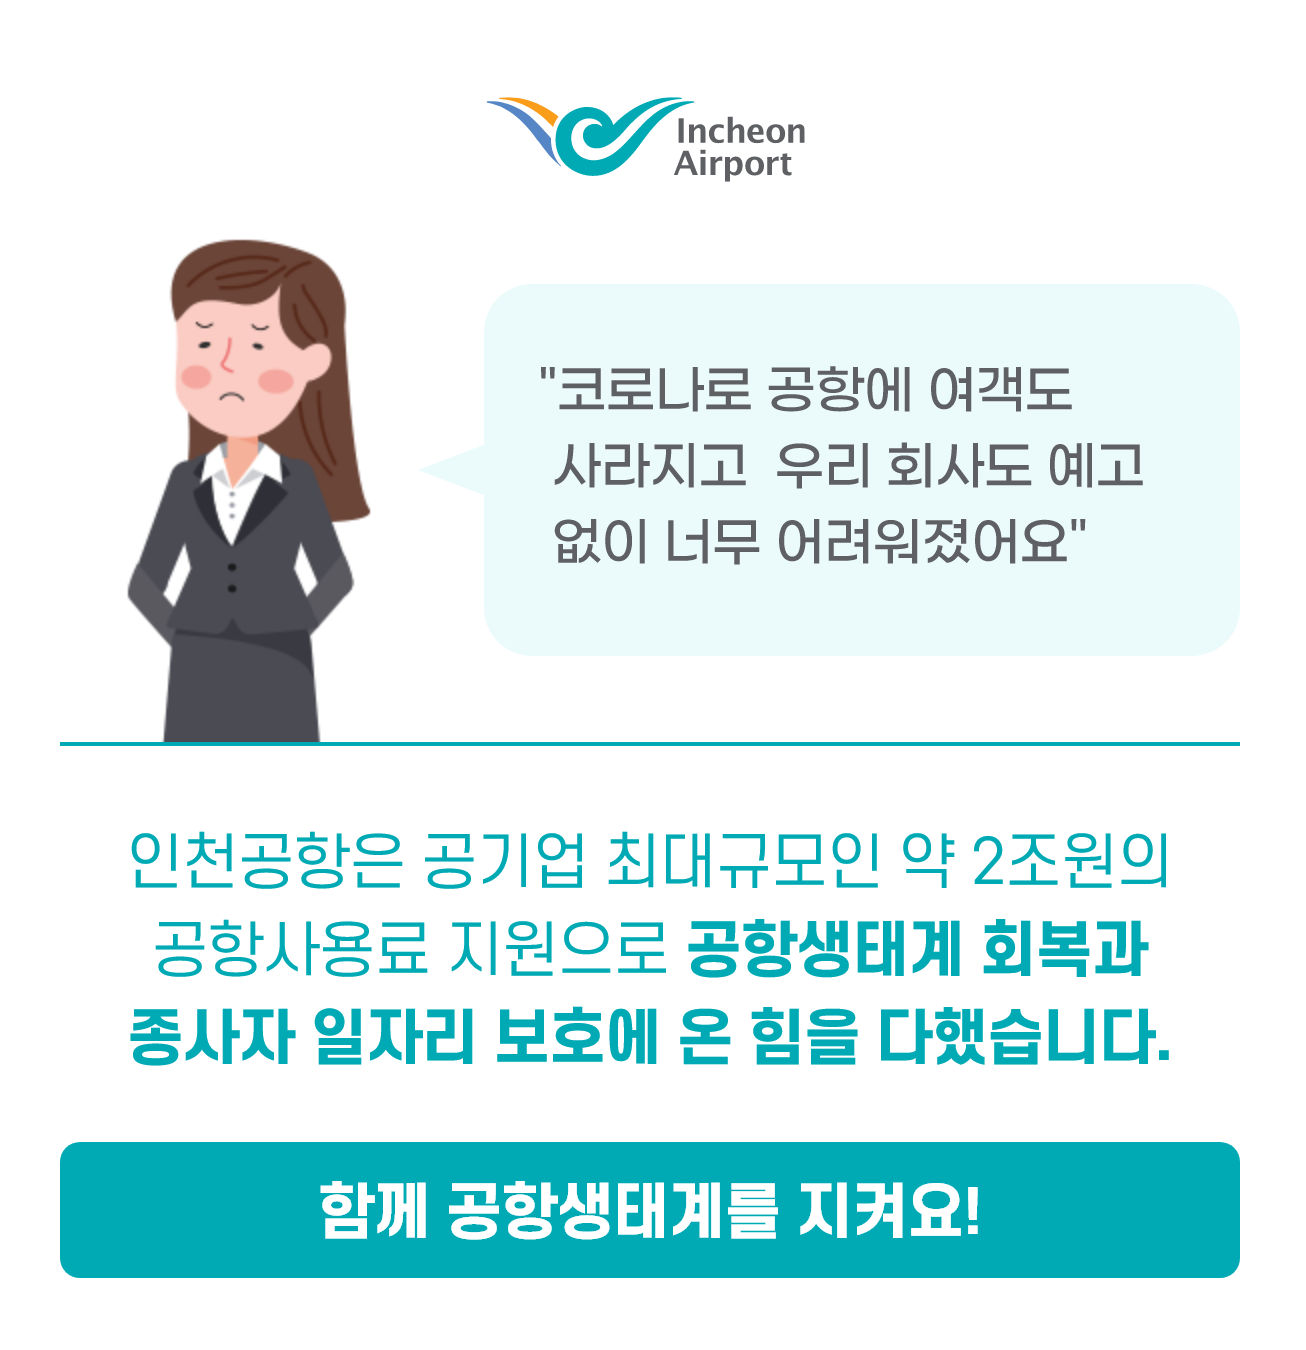 Incheon
Airport
"코로나로 공항에 여객도
사라지고 우리 회사도 예고
없이 너무 어려워졌어요"
인천공항은 공기업 최대규모인 약 2조원의
공항사용료 지원으로 공항생태계 회복과
종사자 일자리 보호에 온 힘을 다했습니다.
함께 공항생태계를 지켜요!